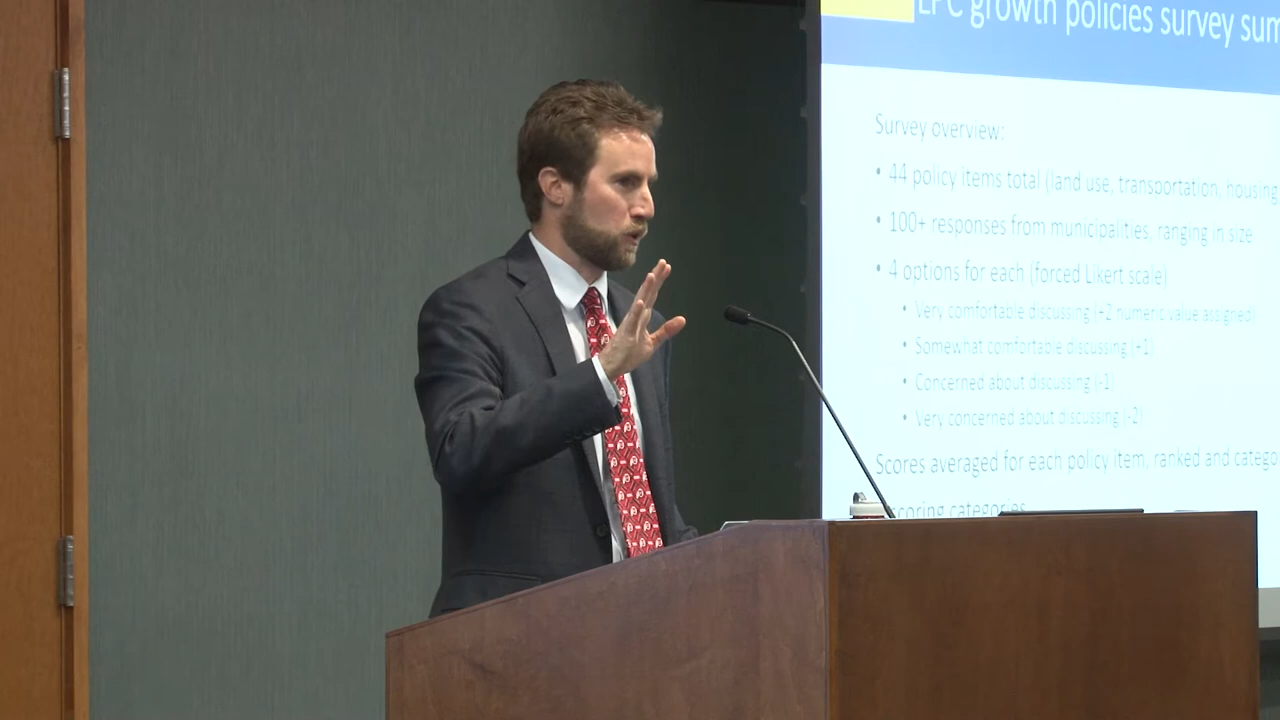 LPC growth policies survey sum
Survey overview:
• 44 policy items total (land use, transportation, housing
• 100+ responses from municipalities, ranging in size
• 4 options for each (forced Likert scale)
• Very comfortable discussing (+2 numeric value assigned)
• Somewhat comfortable discussing (+1)
• Concerned about discussing (-1)
• Very concerned about discussing (-2)
Scores averaged for each policy item, ranked and catego
coring categories